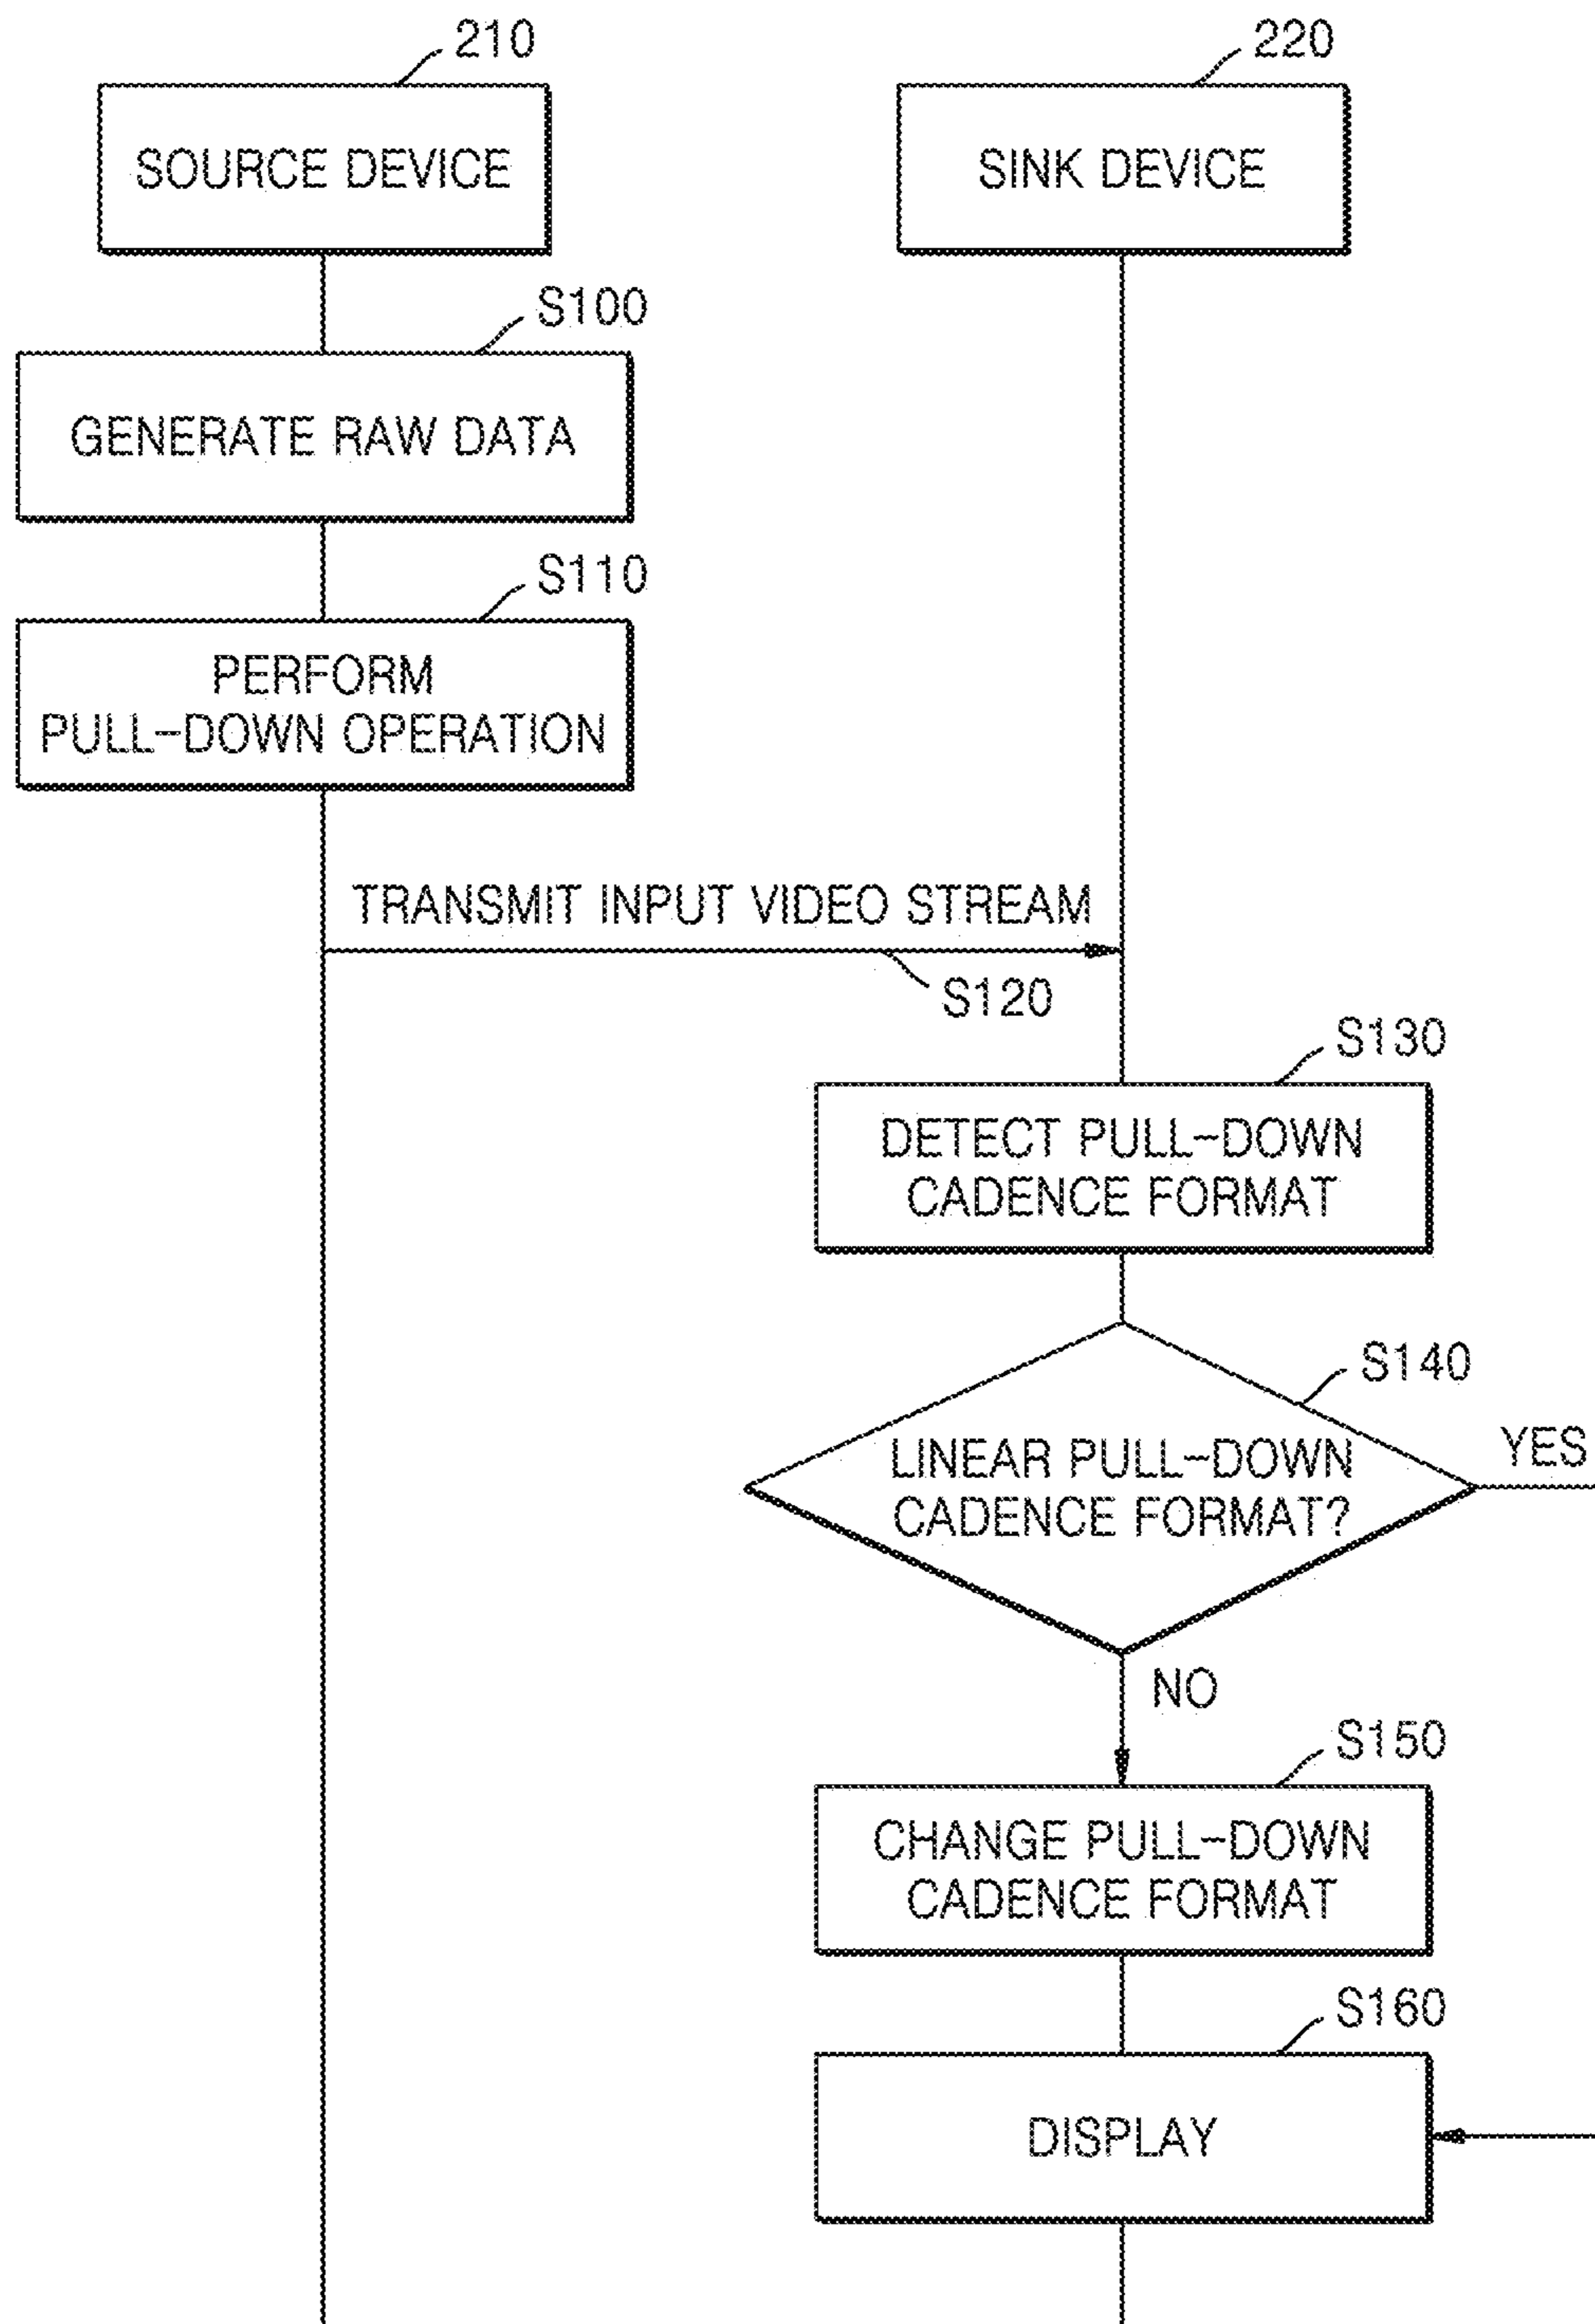 210
220
SOURCE DEVICE
SINK DEVICE
S100
GENERATE RAW DATA
S110
PERFORM
PULL-DOWN OPERATION
TRANSMIT INPUT VIDEO STREAM
S120
S130
DETECT PULL-DOWN
CADENCE FORMAT
S140
LINEAR PULL-DOWN
CADENCE FORMAT?
YES
NO
S150
CHANGE PULL-DOWN
CADENCE FORMAT
S160
DISPLAY